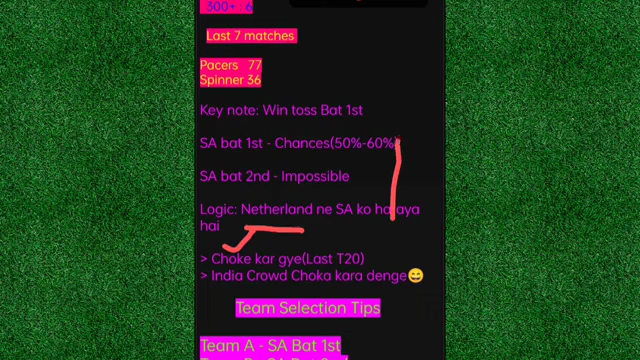 300+ : 6
Last 7 matches
Pacers 77
Spinner 36
Key note: Win toss Bat 1st
SA bat 1st - Chances(50%-60%)
SA bat 2nd - Impossible
Logic: Netherland ne SA ko haraya
hai
> Choke kar gye(Last T20)
> India Crowd Choka kara denge😄
Team Selection Tips
Team A - SA Bat 1st